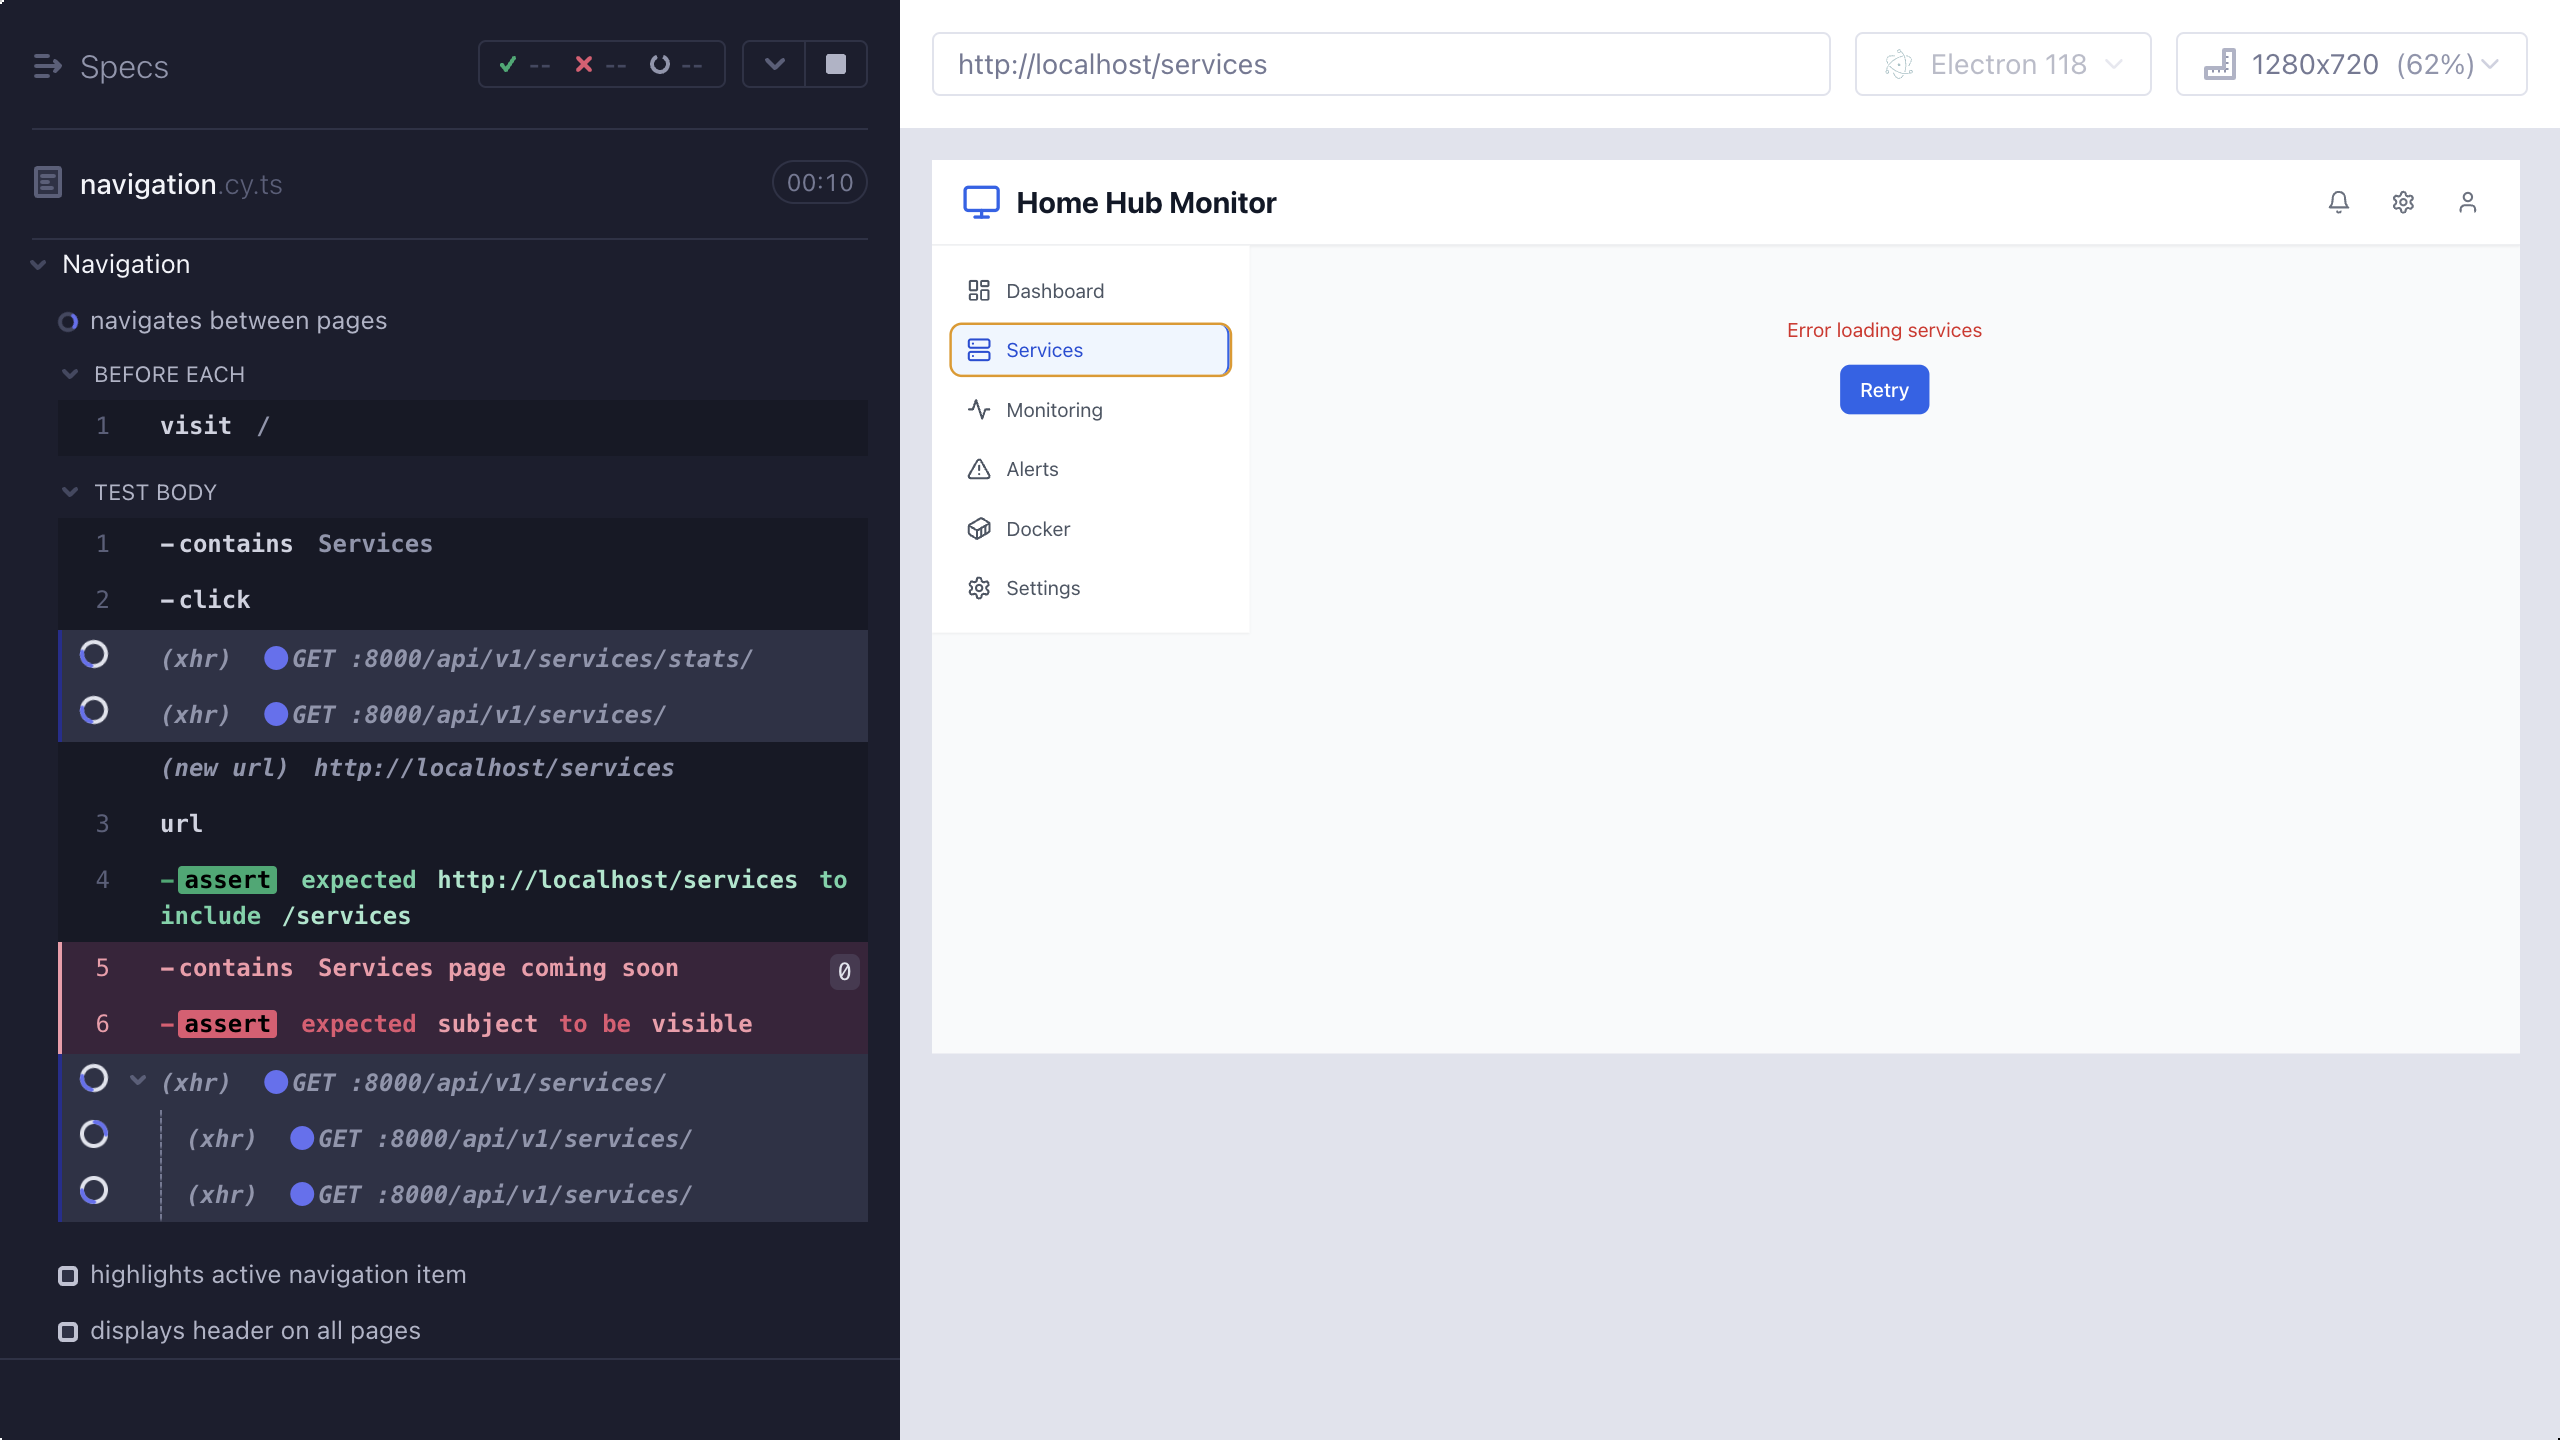 Specs
-- -- --
navigation.cy.ts
00:10
Navigation
navigates between pages
BEFORE EACH
1 visit /
TEST BODY
1 -contains Services
2 -click
(xhr) GET :8000/api/v1/services/stats/
(xhr) GET :8000/api/v1/services/
(new url) http://localhost/services
3 url
4 -assert expected http://localhost/services to
include /services
5 -contains Services page coming soon 0
6 -assert expected subject to be visible
(xhr) GET :8000/api/v1/services/
(xhr) GET :8000/api/v1/services/
(xhr) GET :8000/api/v1/services/
highlights active navigation item
displays header on all pages
http://localhost/services
Electron 118
1280x720 (62%)
Home Hub Monitor
Dashboard
Services
Monitoring
Alerts
Docker
Settings
Error loading services
Retry